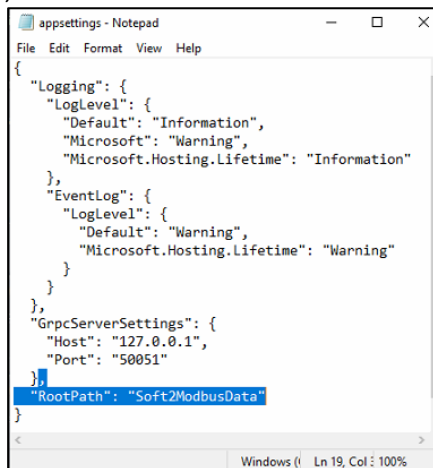 appsettings - Notepad
File Edit Format View Help
{
  "Logging": {
    "LogLevel": {
      "Default": "Information",
      "Microsoft": "Warning",
      "Microsoft.Hosting.Lifetime": "Information"
    },
    "EventLog": {
      "LogLevel": {
        "Default": "Warning",
        "Microsoft.Hosting.Lifetime": "Warning"
      }
    }
  },
  "GrpcServerSettings": {
    "Host": "127.0.0.1",
    "Port": "50051"
  },
  "RootPath": "Soft2ModbusData"
}
Windows ( Ln 19, Col 100%